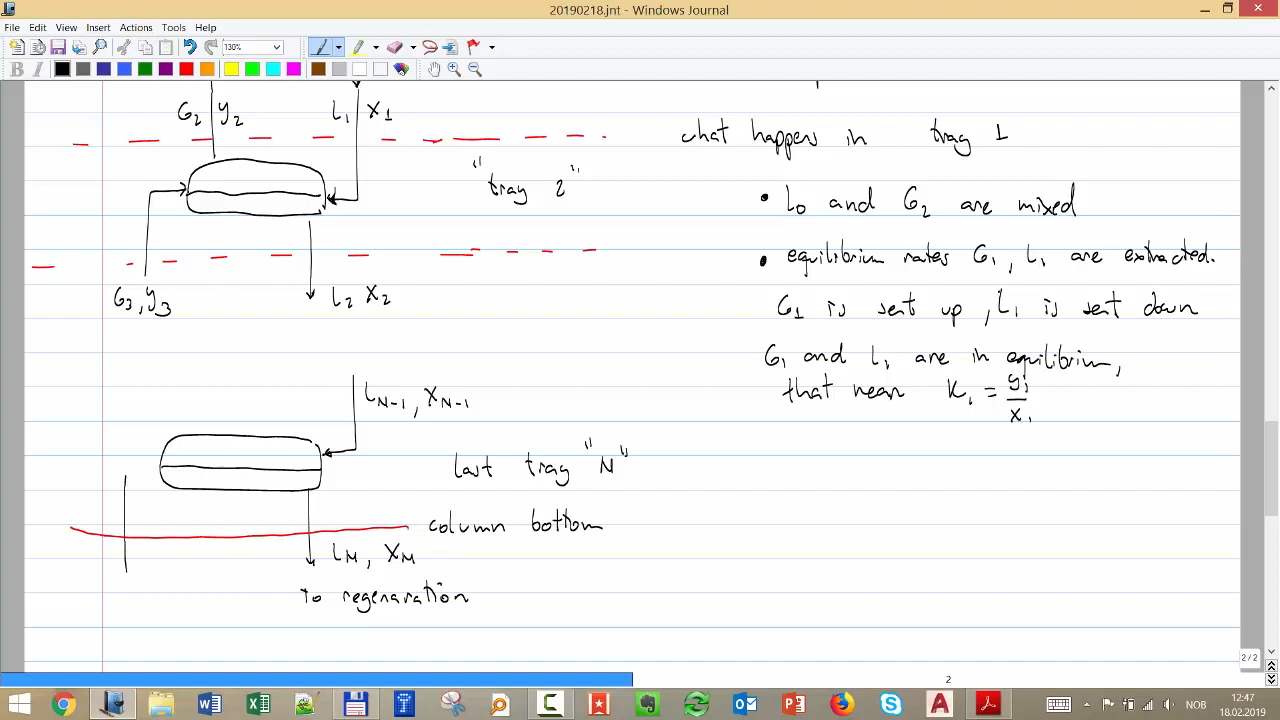 20190218.jnt - Windows Journal
File Edit View Insert Actions Tools Help
130%
G2 y2 L1 X1
"tray 2"
G3, y3 L2 X2
LN-1, XN-1
last tray "N"
column bottom
LM, XM
to regenaration
what happens in tray 1
• L0 and G2 are mixed
• equilibrium rates G1, L1 are extracted.
G1 is sent up, L1 is sent down
G1 and L1 are in equilibrium,
that mean K1 = y1
x1
2/2
2
NOB
12:47
18.02.2019